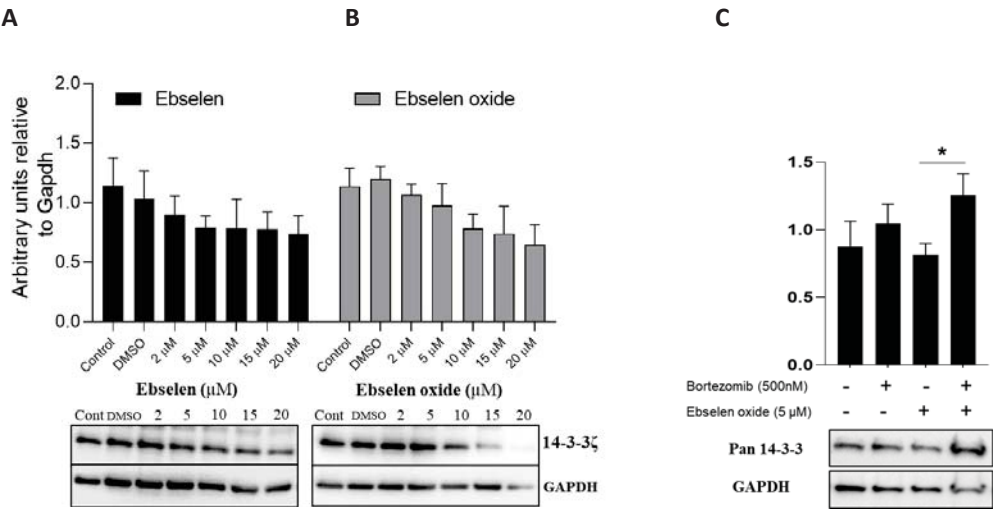 A
B
C
2.0
1.5
1.0
0.5
0.0
Arbitrary units relative
to Gapdh
Ebselen
Control
DMSO
2 µM
5 µM
10 µM
15 µM
20 µM
Ebselen (µM)
Cont DMSO 2 5 10 15 20
Ebselen oxide
Control
DMSO
2 µM
5 µM
10 µM
15 µM
20 µM
Ebselen oxide (µM)
Cont DMSO 2 5 10 15 20
14-3-3ζ
GAPDH
*
1.5
1.0
0.5
0.0
Bortezomib (500nM) - + - +
Ebselen oxide (5 µM) - - + +
Pan 14-3-3
GAPDH